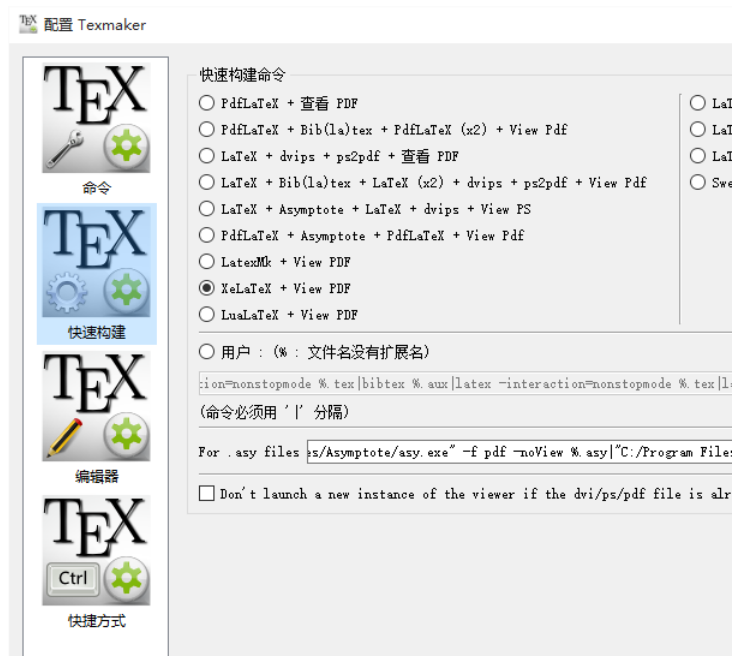 配置 Texmaker
命令
快速构建
编辑器
Ctrl
快捷方式
快速构建命令
PdfLaTeX + 查看 PDF
PdfLaTeX + Bib(la)tex + PdfLaTeX (x2) + View Pdf
LaTeX + dvips + ps2pdf + 查看 PDF
LaTeX + Bib(la)tex + LaTeX (x2) + dvips + ps2pdf + View Pdf
LaTeX + Asymptote + LaTeX + dvips + View PS
PdfLaTeX + Asymptote + PdfLaTeX + View Pdf
LatexMk + View PDF
XeLaTeX + View PDF
LuaLaTeX + View PDF
用户 : (% : 文件名没有扩展名)
ion=nonstopmode %.tex|bibtex %.aux|latex -interaction=nonstopmode %.tex|
(命令必须用 '|' 分隔)
For .asy files s/Asymptote/asy.exe" -f pdf -noView %.asy|"C:/Program Files
Don't launch a new instance of the viewer if the dvi/ps/pdf file is